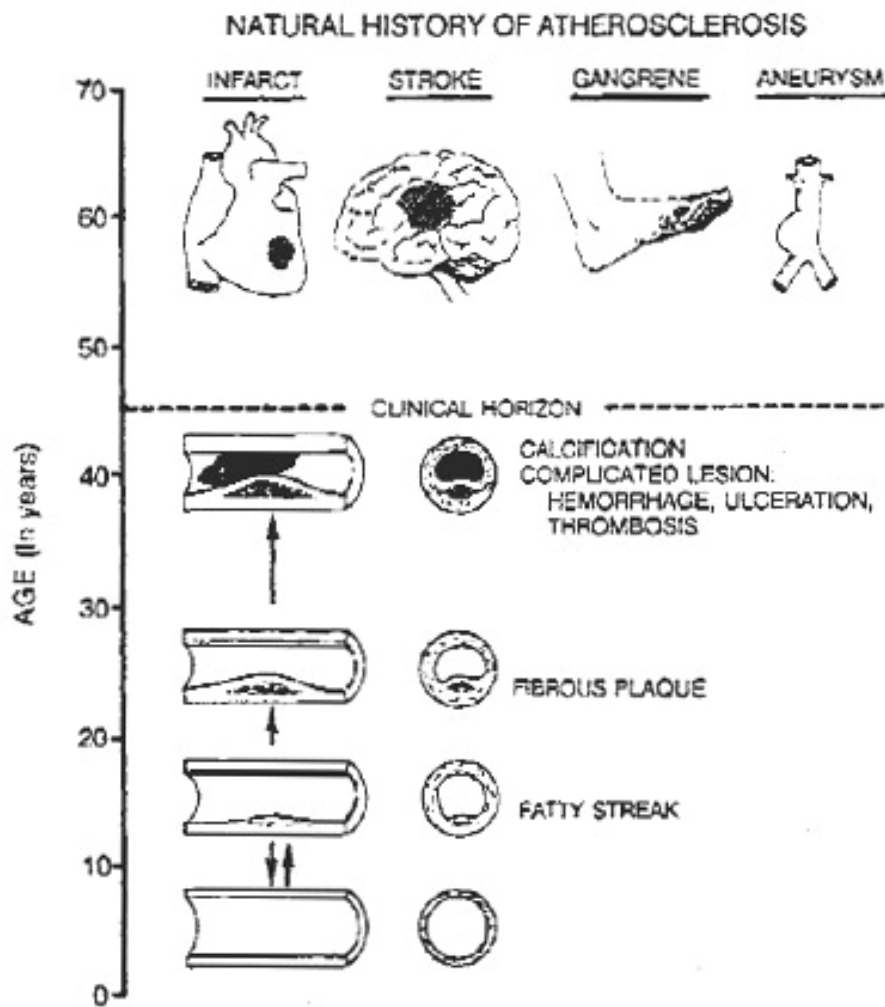 NATURAL HISTORY OF ATHEROSCLEROSIS
INFARCT STROKE GANGRENE ANEURYSM
70
60
50
CLINICAL HORIZON
CALCIFICATION
COMPLICATED LESION:
HEMORRHAGE, ULCERATION,
THROMBOSIS
40
AGE (In years)
30
FIBROUS PLAQUE
20
FATTY STREAK
10
0